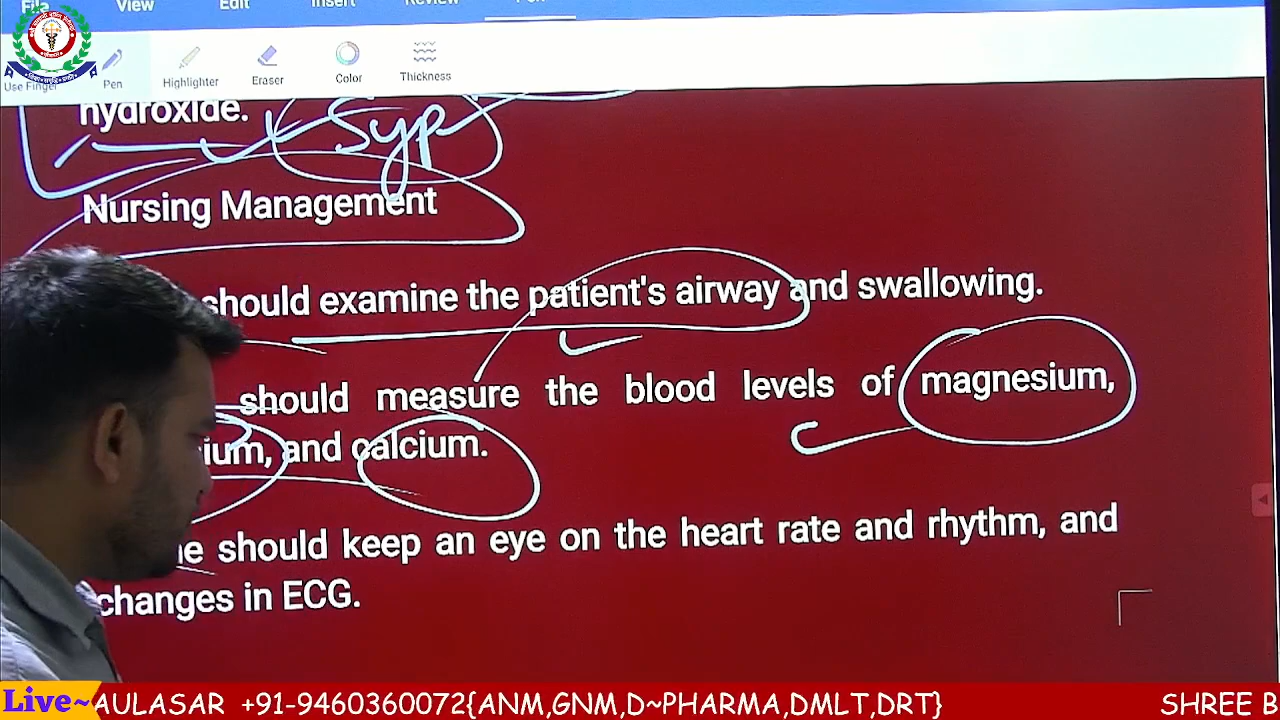 File View Edit Insert Review Pen
Use Finger Pen Highlighter Eraser Color Thickness
hydroxide.
Syp
Nursing Management
should examine the patient's airway and swallowing.
should measure the blood levels of magnesium,
ium, and calcium.
should keep an eye on the heart rate and rhythm, and
changes in ECG.
Live~ AULASAR +91-9460360072{ANM,GNM,D~PHARMA,DMLT,DRT} SHREE B